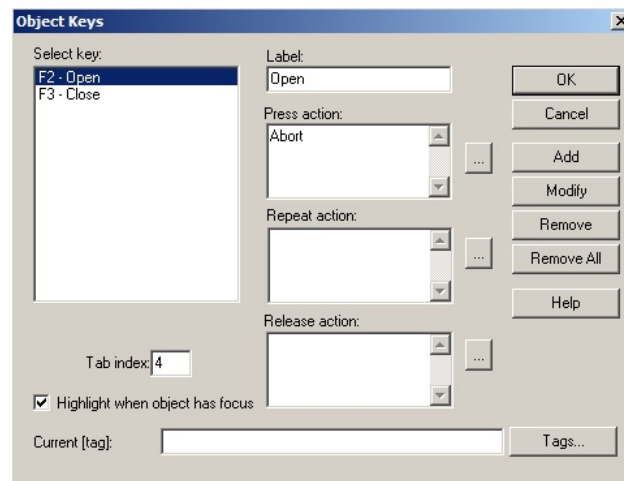 Object Keys
Select key:
F2 - Open
F3 - Close
Label:
Open
Press action:
Abort
...
Repeat action:
...
Release action:
...
OK
Cancel
Add
Modify
Remove
Remove All
Help
Tab index: 4
Highlight when object has focus
Current [tag]:
Tags...